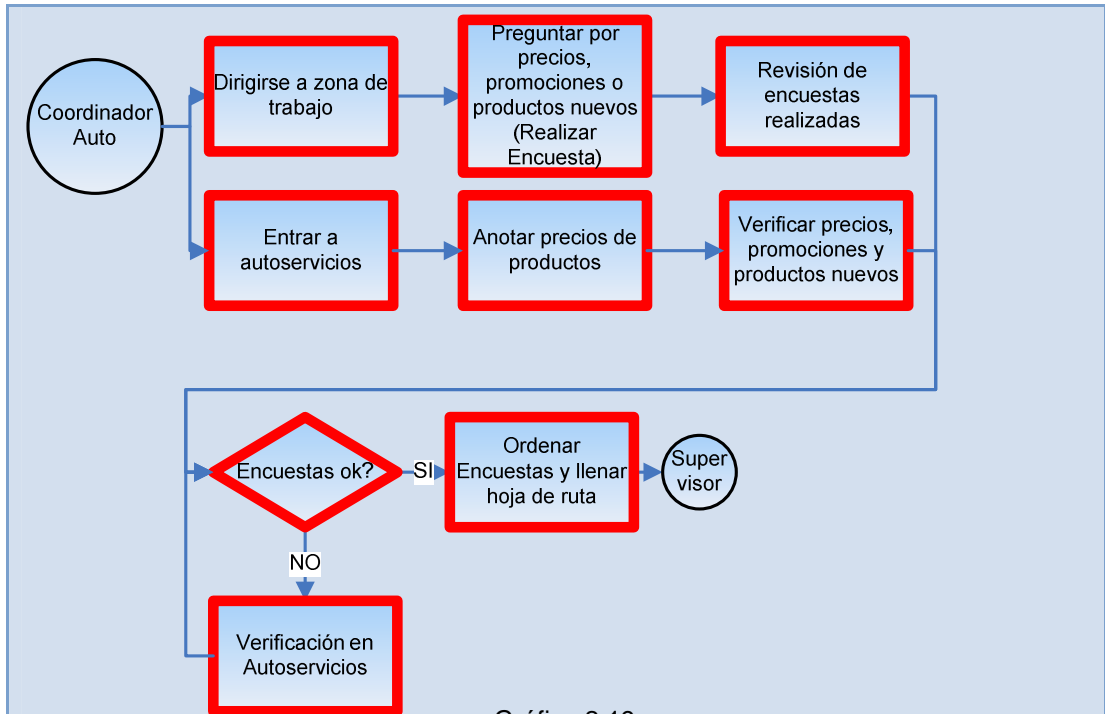 Coordinador
Auto
Dirigirse a zona de
trabajo
Preguntar por
precios,
promociones o
productos nuevos
(Realizar
Encuesta)
Revisión de
encuestas
realizadas
Entrar a
autoservicios
Anotar precios de
productos
Verificar precios,
promociones y
productos nuevos
Encuestas ok?
SI
Ordenar
Encuestas y llenar
hoja de ruta
Super
visor
NO
Verificación en
Autoservicios